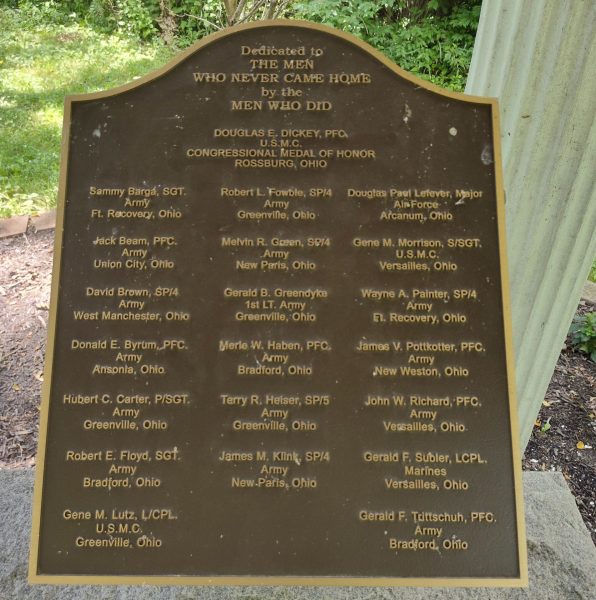 Dedicated to
THE MEN
WHO NEVER CAME HOME
by the
MEN WHO DID
DOUGLAS E. DICKEY, PFC.
U.S.M.C.
CONGRESSIONAL MEDAL OF HONOR
ROSSBURG, OHIO
Sammy Barga, SGT.
Army
Ft. Recovery, Ohio
Jack Beam, PFC.
Army
Union City, Ohio
David Brown, SP/4
Army
West Manchester, Ohio
Donald E. Byrum, PFC.
Army
Ansonia, Ohio
Hubert C. Carter, P/SGT.
Army
Greenville, Ohio
Robert E. Floyd, SGT.
Army
Bradford, Ohio
Gene M. Lutz, L/CPL.
U.S.M.C.
Greenville, Ohio
Robert L. Fowble, SP/4
Army
Greenville, Ohio
Melvin R. Green, SP/4
Army
New Paris, Ohio
Gerald B. Greendyke
1st LT. Army
Greenville, Ohio
Merle W. Haben, PFC.
Army
Bradford, Ohio
Terry R. Heiser, SP/5
Army
Greenville, Ohio
James M. Klink, SP/4
Army
New Paris, Ohio
Douglas Paul Lefever, Major
Air Force
Arcanum, Ohio
Gene M. Morrison, S/SGT.
U.S.M.C.
Versailles, Ohio
Wayne A. Painter, SP/4
Army
Ft. Recovery, Ohio
James V. Pottkotter, PFC.
Army
New Weston, Ohio
John W. Richard, PFC.
Army
Versailles, Ohio
Gerald F. Subler, LCPL.
Marines
Versailles, Ohio
Gerald F. Tuttschuh, PFC.
Army
Bradford, Ohio